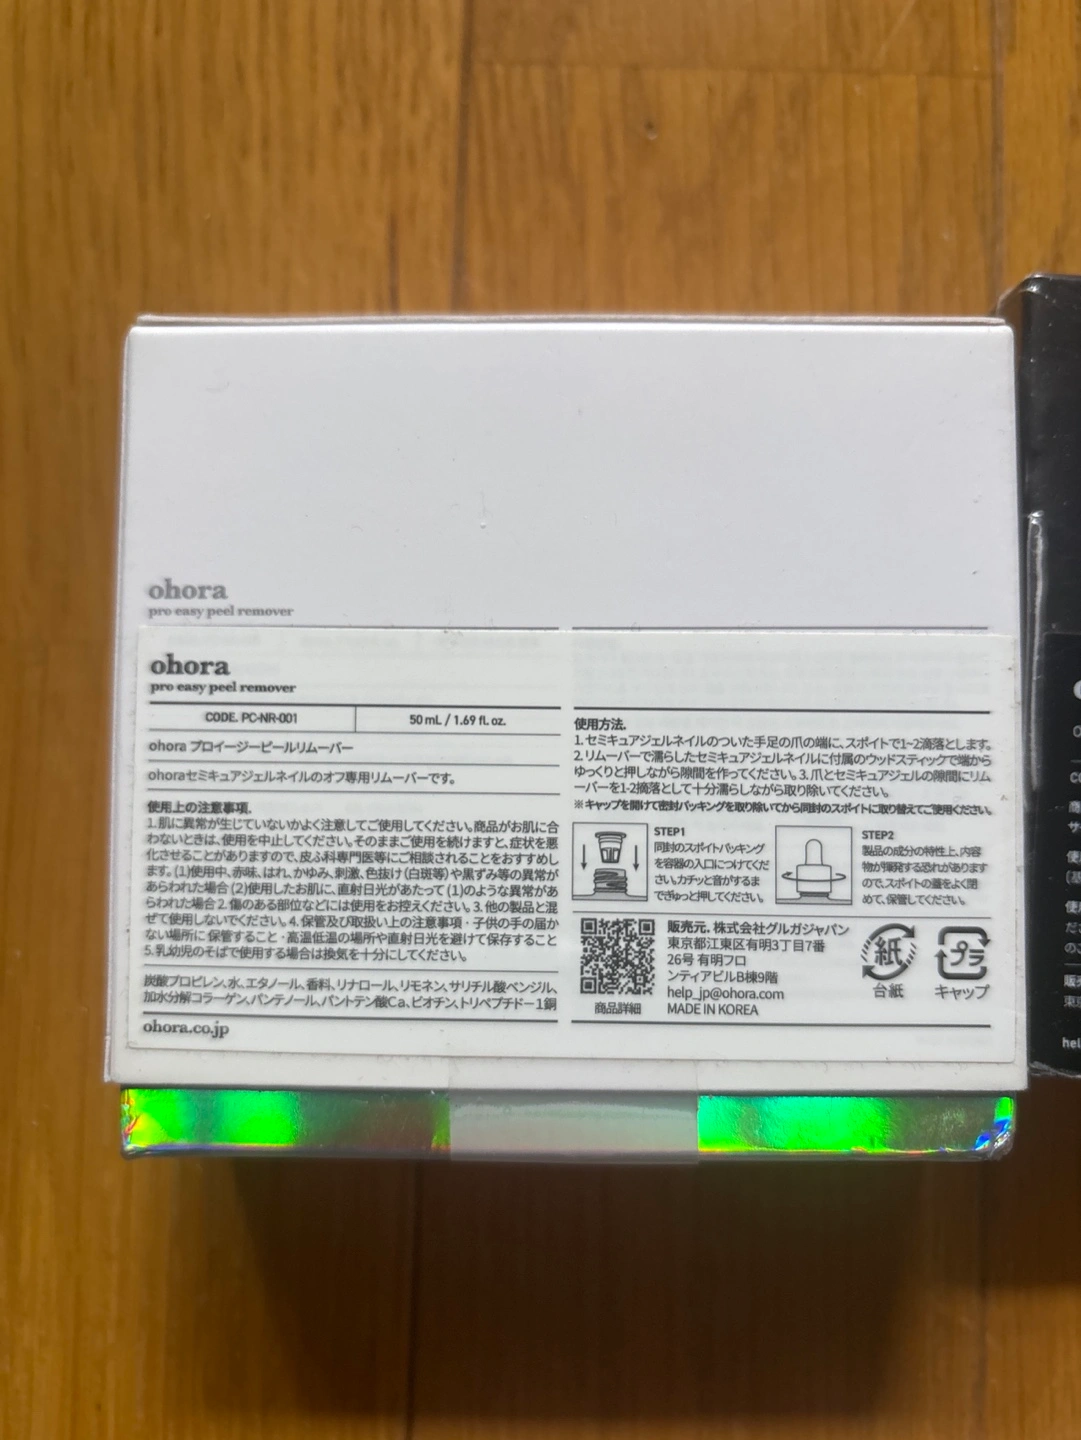 ohora
pro easy peel remover
ohora
pro easy peel remover
CODE. PC-NR-001
50 mL / 1.69 fl. oz.
ohora プロイージーピールリムーバー
ohoraセミキュアジェルネイルのオフ専用リムーバーです。
使用上の注意事項.
1.肌に異常が生じていないかよく注意してご使用してください。商品がお肌に合
わないときは、使用を中止してください。そのままご使用を続けますと、症状を悪
化させることがありますので、皮ふ科専門医等にご相談されることをおすすめし
ます。(1)使用中、赤味、はれ、かゆみ、刺激、色抜け(白斑等)や黒ずみ等の異常が
あらわれた場合 (2)使用したお肌に、直射日光があたって (1)のような異常があ
らわれた場合 2. 傷のある部位などには使用をお控えください。3. 他の製品と混
ぜて使用しないでください。4. 保管及び取扱い上の注意事項 · 子供の手の届か
ない場所に保管すること · 高温低温の場所や直射日光を避けて保存すること
5.乳幼児のそばで使用する場合は換気を十分にしてください。
炭酸プロピレン、水、エタノール、香料、リナロール、リモネン、サリチル酸ベンジル、
加水分解コラーゲン、パンテノール、パントテン酸Ca、ビオチン、トリペプチド－1銅
ohora.co.jp
使用方法.
1.セミキュアジェルネイルのついた手足の爪の端に、スポイトで1~2滴落とします。
2.リムーバーで濡らしたセミキュアジェルネイルに付属のウッドスティックで端から
ゆっくりと押しながら隙間を作ってください。3.爪とセミキュアジェルの隙間にリム
ーバーを1-2滴落として十分濡らしながら取り除いてください。
※キャップを開けて密封パッキングを取り除いてから同封のスポイトに取り替えてご使用ください。
STEP1
同封のスポイトパッキング
を容器の入口につけてくだ
さい。カチッと音がするま
でぎゅっと押してください。
STEP2
製品の成分の特性上、内容
物が揮発する恐れがあります
ので、スポイトの蓋をよく閉
めて、保管してください。
商品詳細
販売元. 株式会社グルガジャパン
東京都江東区有明3丁目7番
26号 有明フロ
ンティアビルB棟9階
help_jp@ohora.com
MADE IN KOREA
紙
台紙
プラ
キャップ
販
東
hel